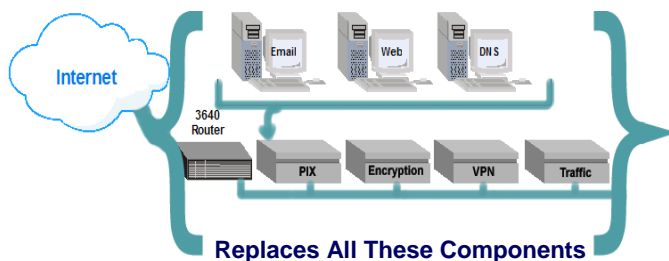 Email Web DNS
Internet
3640
Router
PIX Encryption VPN Traffic
Replaces All These Components